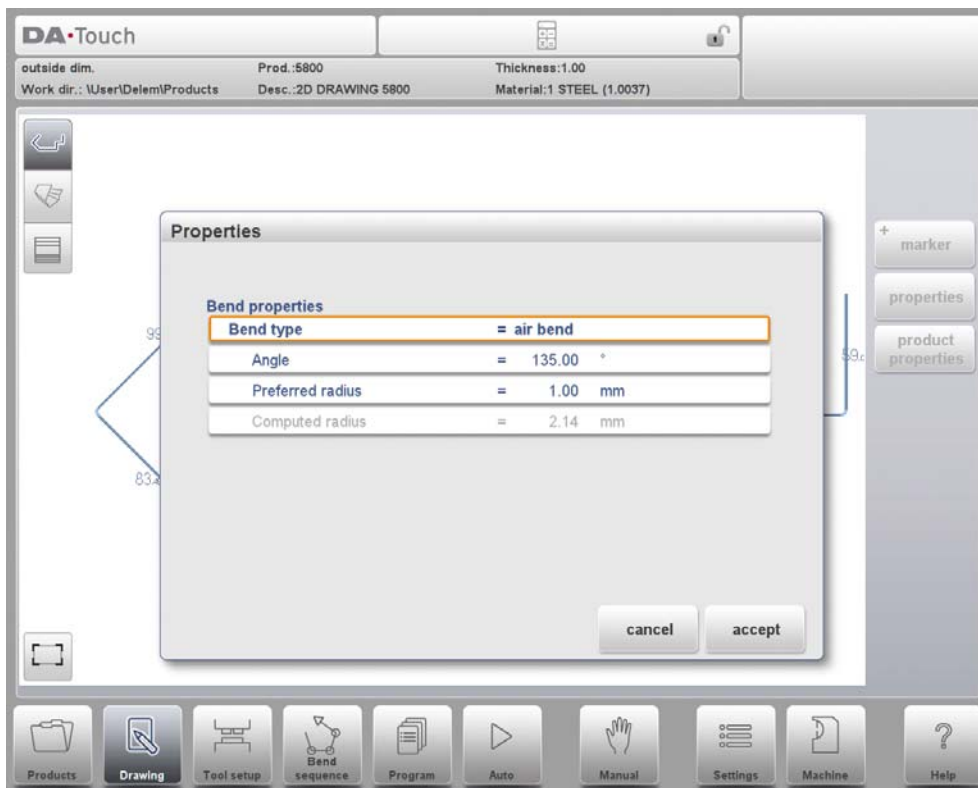 DA·Touch
outside dim. Prod.:5800 Thickness:1.00
Work dir.: \User\Delem\Products Desc.:2D DRAWING 5800 Material:1 STEEL (1.0037)
Properties
Bend properties
Bend type = air bend
Angle = 135.00 °
Preferred radius = 1.00 mm
Computed radius = 2.14 mm
cancel accept
+ marker
properties
product
properties
Products Drawing Tool setup Bend sequence Program Auto Manual Settings Machine Help